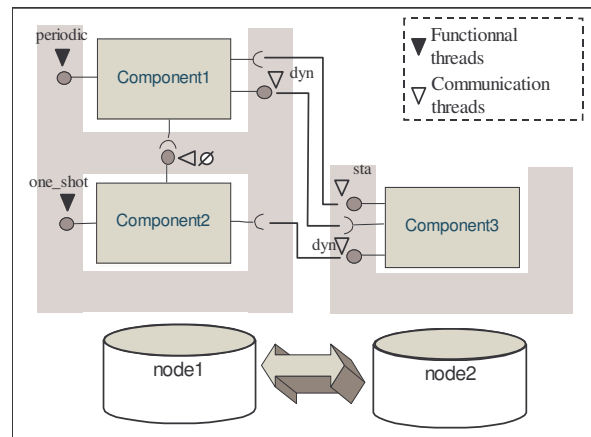 periodic
Component1
dyn
Functionnal
threads
Communication
threads
Ø
one_shot
Component2
sta
dyn
Component3
node1
node2